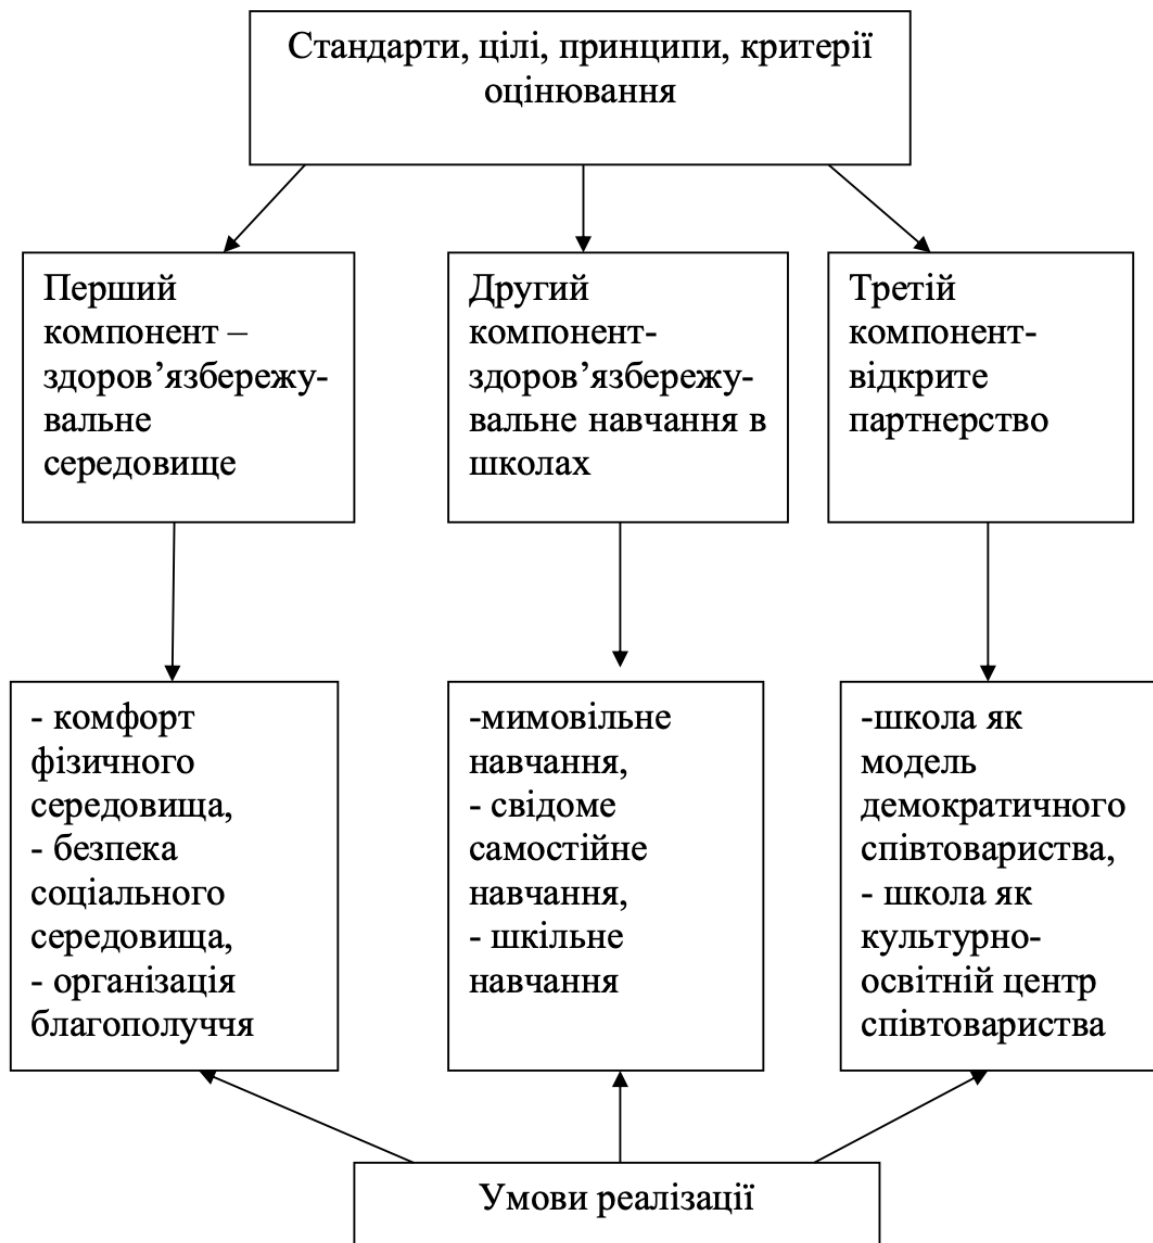 Стандарти, цілі, принципи, критерії
оцінювання
Перший
компонент –
здоров’язбережу-
вальне
середовище
Другий
компонент-
здоров’язбережу-
вальне навчання в
школах
Третій
компонент-
відкрите
партнерство
- комфорт
фізичного
середовища,
- безпека
соціального
середовища,
- організація
благополуччя
-мимовільне
навчання,
- свідоме
самостійне
навчання,
- шкільне
навчання
-школа як
модель
демократичного
співтовариства,
- школа як
культурно-
освітній центр
співтовариства
Умови реалізації